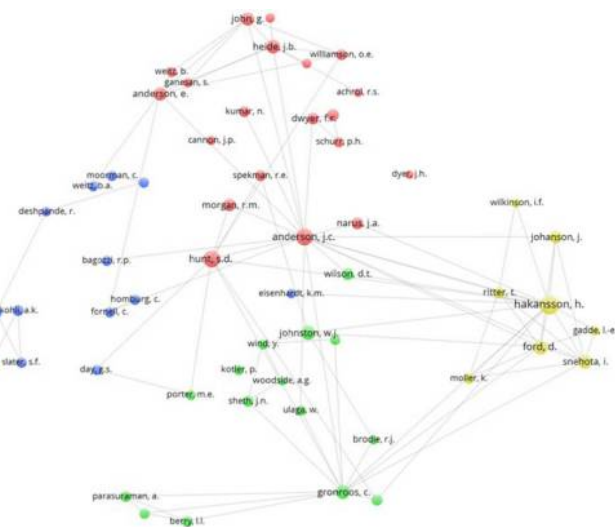 john, g.
heide, j.b.
williamson, o.e.
weitz, b.
ganesan, s.
anderson, e.
achrol, r.s.
kumar, n.
dwyer, f.r.
cannon, j.p.
schurr, p.h.
moorman, c.
weitz, b.a.
spekman, r.e.
dyer, j.h.
deshpande, r.
morgan, r.m.
wilkinson, i.f.
narus, j.a.
anderson, j.c.
johanson, j.
bagozzi, r.p.
hunt, s.d.
wilson, d.t.
homburg, c.
eisenhardt, k.m.
ritter, t.
hakansson, h.
kohli, a.k.
fornell, c.
johnston, w.j.
gadde, l.-e.
wind, y.
ford, d.
slater, s.f.
snehota, i.
day, g.s.
kotler, p.
woodside, a.g.
moller, k.
porter, m.e.
sheth, j.n.
ulaga, w.
brodie, r.j.
parasuraman, a.
gronroos, c.
berry, l.l.